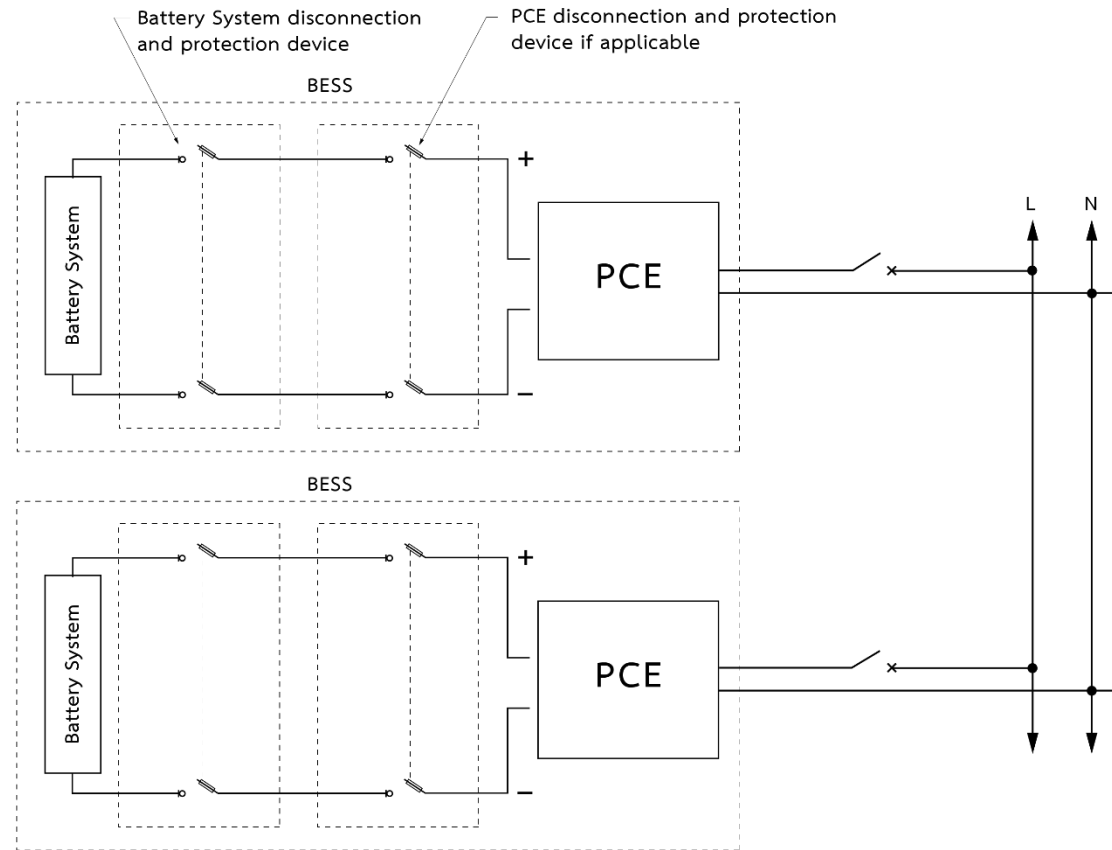 Battery System disconnection
and protection device
PCE disconnection and protection
device if applicable
BESS
Battery System
+
−
PCE
L
N
BESS
Battery System
+
−
PCE